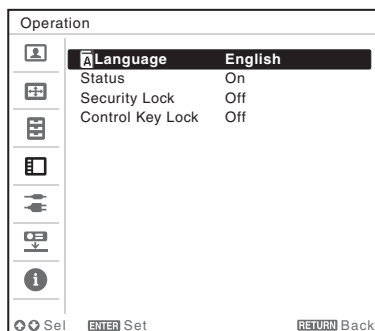 Operation
A Language English
Status On
Security Lock Off
Control Key Lock Off
i
Sel ENTER Set RETURN Back